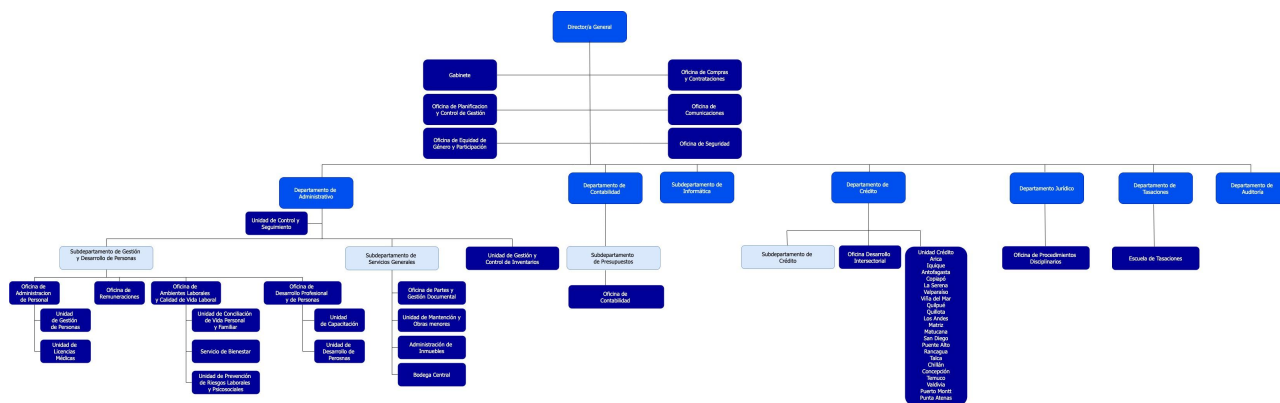 Director/a General
Gabinete
Oficina de Compras
y Contrataciones
Oficina de Planificacion
y Control de Gestión
Oficina de
Comunicaciones
Oficina de Equidad de
Género y Participación
Oficina de Seguridad
Departamento de
Administrativo
Departamento de
Contabilidad
Subdepartamento de
Informática
Departamento de
Crédito
Departamento Jurídico
Departamento de
Tasaciones
Departamento de
Auditoría
Unidad de Control y
Seguimiento
Subdepartamento de Gestión
y Desarrollo de Personas
Subdepartamento de
Servicios Generales
Unidad de Gestión y
Control de Inventarios
Subdepartamento
de Presupuestos
Subdepartamento de
Crédito
Oficina Desarrollo
Intersectorial
Unidad Crédito
Arica
Iquique
Antofagasta
Copiapó
La Serena
Valparaíso
Viña del Mar
Quilpué
Quillota
Los Andes
Matriz
Matucana
San Diego
Puente Alto
Rancagua
Talca
Chillán
Concepción
Temuco
Valdivia
Puerto Montt
Punta Atenas
Oficina de Procedimientos
Disciplinarios
Escuela de Tasaciones
Oficina de
Administracion
de Personal
Oficina de
Remuneraciones
Oficina de
Ambientes Laborales
y Calidad de Vida Laboral
Oficina de
Desarrollo Profesional
y de Personas
Oficina de Partes y
Gestión Documental
Oficina de
Contabilidad
Unidad
de Gestión
de Personas
Unidad de Conciliación
de Vida Personal
y Familiar
Unidad
de Capacitación
Unidad de Mantención y
Obras menores
Unidad de
Licencias
Médicas
Servicio de Bienestar
Unidad de
Desarrollo de
Perosnas
Administración de
Inmuebles
Unidad de Prevención
de Riesgos Laborales
y Psicosociales
Bodega Central